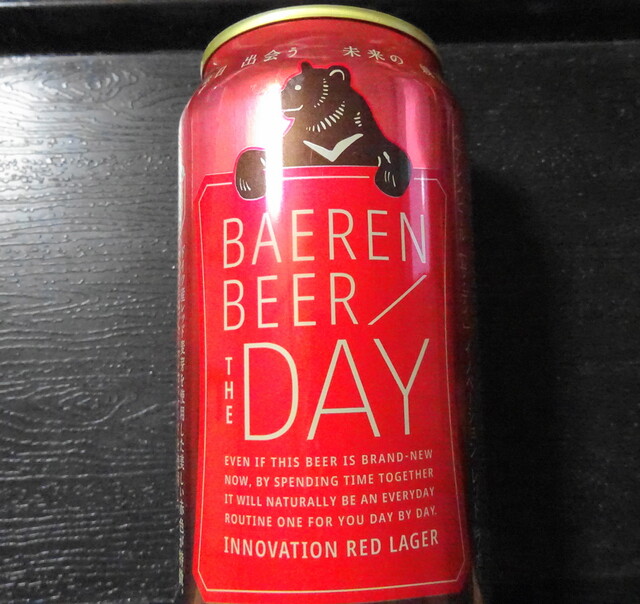 出会う 未来の
BAEREN
BEER/
THE DAY
EVEN IF THIS BEER IS BRAND-NEW
NOW, BY SPENDING TIME TOGETHER
IT WILL NATURALLY BE AN EVERYDAY
ROUTINE ONE FOR YOU DAY BY DAY.
INNOVATION RED LAGER